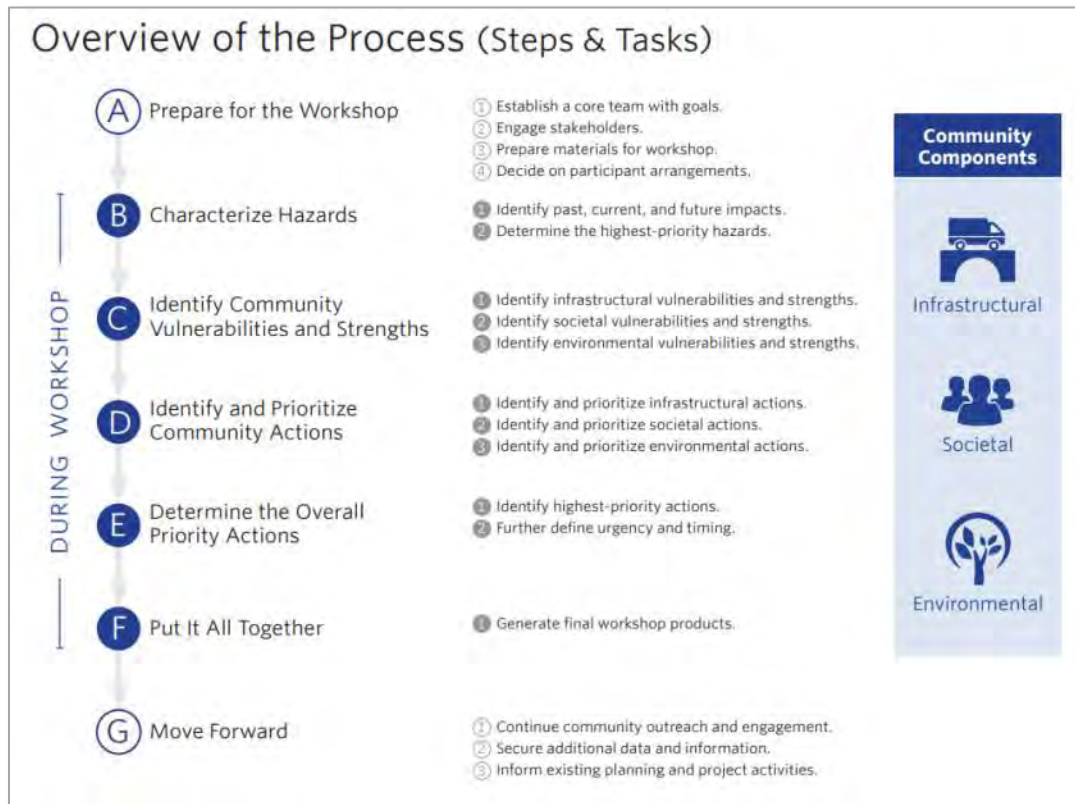 Overview of the Process (Steps & Tasks)
A Prepare for the Workshop
1 Establish a core team with goals.
2 Engage stakeholders.
3 Prepare materials for workshop.
4 Decide on participant arrangements.
DURING WORKSHOP
B Characterize Hazards
1 Identify past, current, and future impacts.
2 Determine the highest-priority hazards.
C Identify Community
Vulnerabilities and Strengths
1 Identify infrastructural vulnerabilities and strengths.
2 Identify societal vulnerabilities and strengths.
3 Identify environmental vulnerabilities and strengths.
D Identify and Prioritize
Community Actions
1 Identify and prioritize infrastructural actions.
2 Identify and prioritize societal actions.
3 Identify and prioritize environmental actions.
E Determine the Overall
Priority Actions
1 Identify highest-priority actions.
2 Further define urgency and timing.
F Put It All Together
1 Generate final workshop products.
G Move Forward
1 Continue community outreach and engagement.
2 Secure additional data and information.
3 Inform existing planning and project activities.
Community
Components
Infrastructural
Societal
Environmental